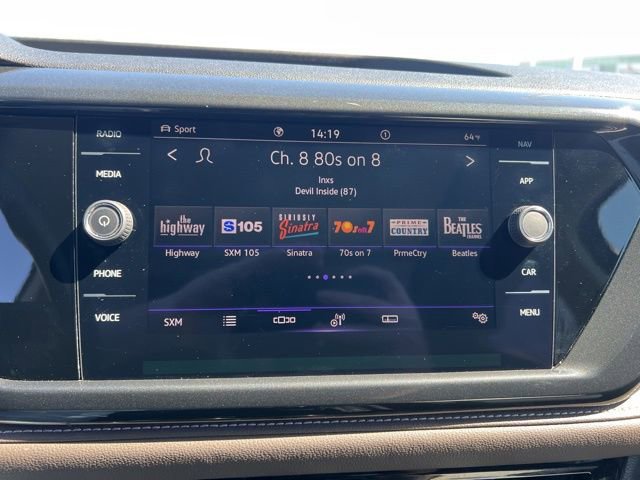 RADIO
MEDIA
PHONE
VOICE
Sport
14:19
64°F
Ch. 8 80s on 8
Inxs
Devil Inside (87)
the highway
S 105
SERIOUSLY Sinatra
70s on 7
PRIME COUNTRY
THE BEATLES CHANNEL
Highway
SXM 105
Sinatra
70s on 7
PrmeCtry
Beatles
SXM
NAV
APP
CAR
MENU